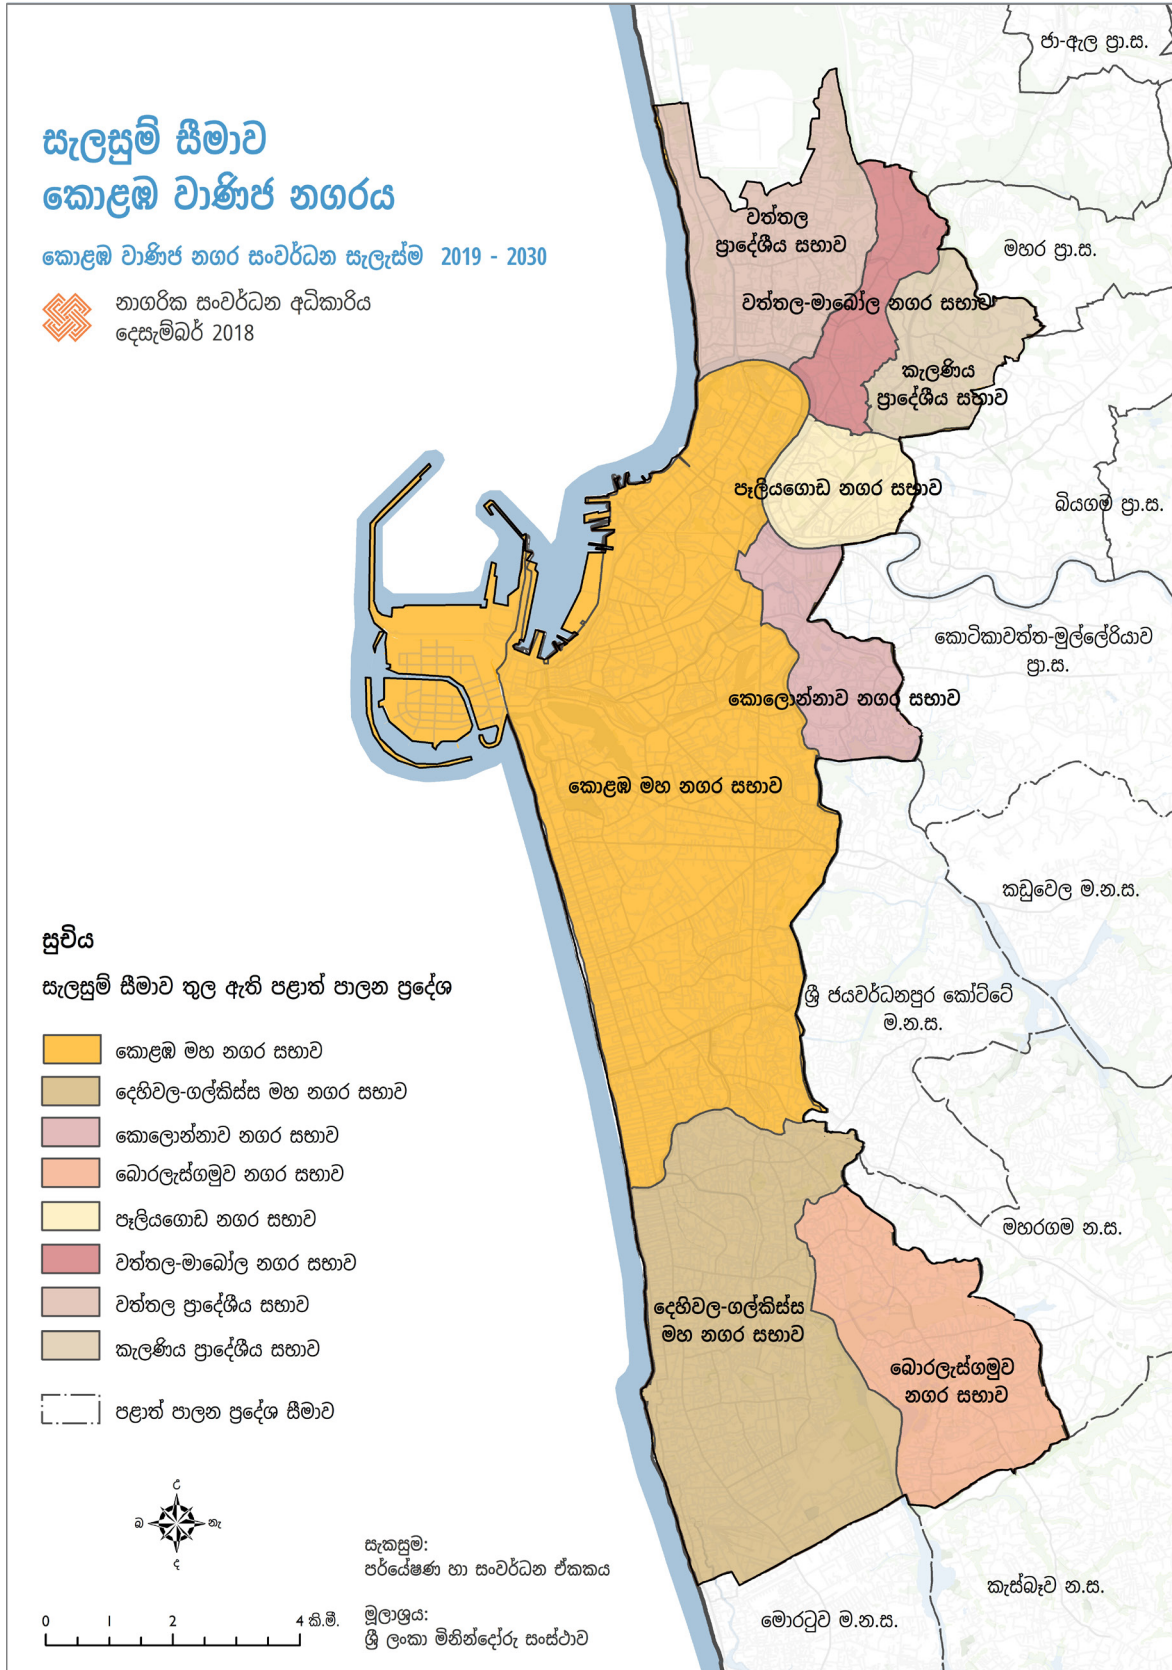 සැලසුම් සීමාව
කොළඹ වාණිජ නගරය
කොළඹ වාණිජ නගර සංවර්ධන සැලැස්ම 2019 - 2030
නාගරික සංවර්ධන අධිකාරිය
දෙසැම්බර් 2018
ජා-ඇල ප්‍රා.ස.
වත්තල
ප්‍රාදේශීය සභාව
මහර ප්‍රා.ස.
වත්තල-මාබෝල නගර සභාව
කැලණිය
ප්‍රාදේශීය සභාව
පෑලියගොඩ නගර සභාව
බියගම ප්‍රා.ස.
කොටිකාවත්ත-මුල්ලේරියාව
ප්‍රා.ස.
කොලොන්නාව නගර සභාව
කොළඹ මහ නගර සභාව
කඩුවෙල ම.න.ස.
ශ්‍රී ජයවර්ධනපුර කෝට්ටේ
ම.න.ස.
මහරගම න.ස.
දෙහිවල-ගල්කිස්ස
මහ නගර සභාව
බොරලැස්ගමුව
නගර සභාව
කැස්බෑව න.ස.
මොරටුව ම.න.ස.
සුචිය
සැලසුම් සීමාව තුල ඇති පළාත් පාලන ප්‍රදේශ
කොළඹ මහ නගර සභාව
දෙහිවල-ගල්කිස්ස මහ නගර සභාව
කොලොන්නාව නගර සභාව
බොරලැස්ගමුව නගර සභාව
පෑලියගොඩ නගර සභාව
වත්තල-මාබෝල නගර සභාව
වත්තල ප්‍රාදේශීය සභාව
කැලණිය ප්‍රාදේශීය සභාව
පළාත් පාලන ප්‍රදේශ සීමාව
උ
බ නැ
ද
0 1 2 4 කි.මී.
සැකසුම:
පර්යේෂණ හා සංවර්ධන ඒකකය
මූලාශ්‍රය:
ශ්‍රී ලංකා මිනින්දෝරු සංස්ථාව